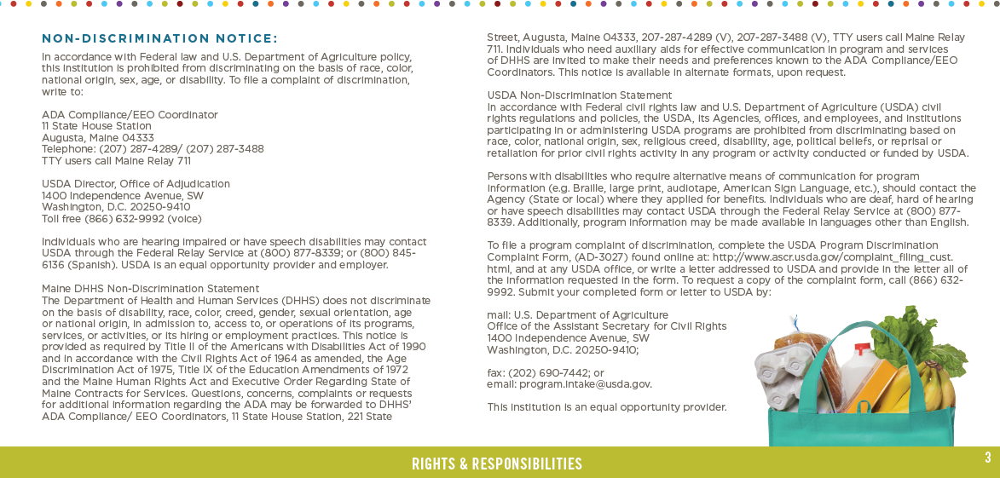 NON-DISCRIMINATION NOTICE:
In accordance with Federal law and U.S. Department of Agriculture policy,
this institution is prohibited from discriminating on the basis of race, color,
national origin, sex, age, or disability. To file a complaint of discrimination,
write to:
ADA Compliance/EEO Coordinator
11 State House Station
Augusta, Maine 04333
Telephone: (207) 287-4289/ (207) 287-3488
TTY users call Maine Relay 711
USDA Director, Office of Adjudication
1400 Independence Avenue, SW
Washington, D.C. 20250-9410
Toll free (866) 632-9992 (voice)
Individuals who are hearing impaired or have speech disabilities may contact
USDA through the Federal Relay Service at (800) 877-8339; or (800) 845-
6136 (Spanish). USDA is an equal opportunity provider and employer.
Maine DHHS Non-Discrimination Statement
The Department of Health and Human Services (DHHS) does not discriminate
on the basis of disability, race, color, creed, gender, sexual orientation, age
or national origin, in admission to, access to, or operations of its programs,
services, or activities, or its hiring or employment practices. This notice is
provided as required by Title II of the Americans with Disabilities Act of 1990
and in accordance with the Civil Rights Act of 1964 as amended, the Age
Discrimination Act of 1975, Title IX of the Education Amendments of 1972
and the Maine Human Rights Act and Executive Order Regarding State of
Maine Contracts for Services. Questions, concerns, complaints or requests
for additional information regarding the ADA may be forwarded to DHHS'
ADA Compliance/ EEO Coordinators, 11 State House Station, 221 State
Street, Augusta, Maine 04333, 207-287-4289 (V), 207-287-3488 (V), TTY users call Maine Relay
711. Individuals who need auxiliary aids for effective communication in program and services
of DHHS are invited to make their needs and preferences known to the ADA Compliance/EEO
Coordinators. This notice is available in alternate formats, upon request.
USDA Non-Discrimination Statement
In accordance with Federal civil rights law and U.S. Department of Agriculture (USDA) civil
rights regulations and policies, the USDA, its Agencies, offices, and employees, and institutions
participating in or administering USDA programs are prohibited from discriminating based on
race, color, national origin, sex, religious creed, disability, age, political beliefs, or reprisal or
retaliation for prior civil rights activity in any program or activity conducted or funded by USDA.
Persons with disabilities who require alternative means of communication for program
information (e.g. Braille, large print, audiotape, American Sign Language, etc.), should contact the
Agency (State or local) where they applied for benefits. Individuals who are deaf, hard of hearing
or have speech disabilities may contact USDA through the Federal Relay Service at (800) 877-
8339. Additionally, program information may be made available in languages other than English.
To file a program complaint of discrimination, complete the USDA Program Discrimination
Complaint Form, (AD-3027) found online at: http://www.ascr.usda.gov/complaint_filing_cust.
html, and at any USDA office, or write a letter addressed to USDA and provide in the letter all of
the information requested in the form. To request a copy of the complaint form, call (866) 632-
9992. Submit your completed form or letter to USDA by:
mail: U.S. Department of Agriculture
Office of the Assistant Secretary for Civil Rights
1400 Independence Avenue, SW
Washington, D.C. 20250-9410;
fax: (202) 690-7442; or
email: program.intake@usda.gov.
This institution is an equal opportunity provider.
RIGHTS & RESPONSIBILITIES
3